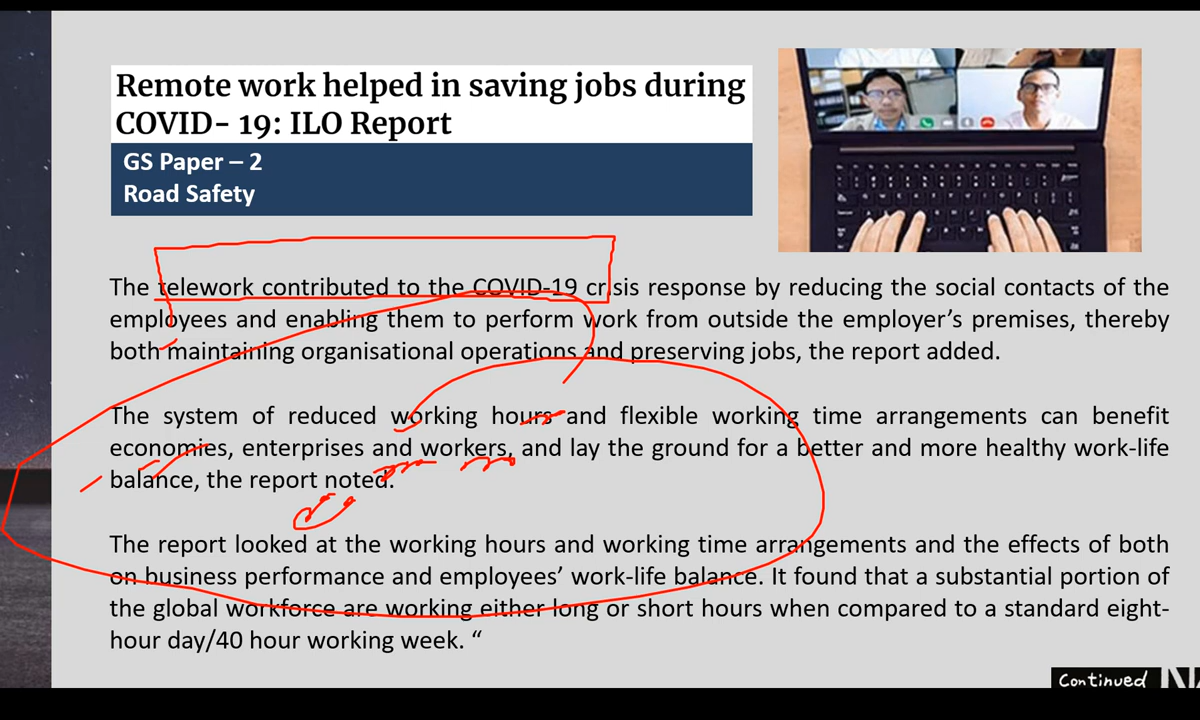 Remote work helped in saving jobs during
COVID- 19: ILO Report
GS Paper – 2
Road Safety
The telework contributed to the COVID-19 crisis response by reducing the social contacts of the
employees and enabling them to perform work from outside the employer’s premises, thereby
both maintaining organisational operations and preserving jobs, the report added.
The system of reduced working hours and flexible working time arrangements can benefit
economies, enterprises and workers, and lay the ground for a better and more healthy work-life
balance, the report noted.
The report looked at the working hours and working time arrangements and the effects of both
on business performance and employees’ work-life balance. It found that a substantial portion of
the global workforce are working either long or short hours when compared to a standard eight-
hour day/40 hour working week. “
Continued